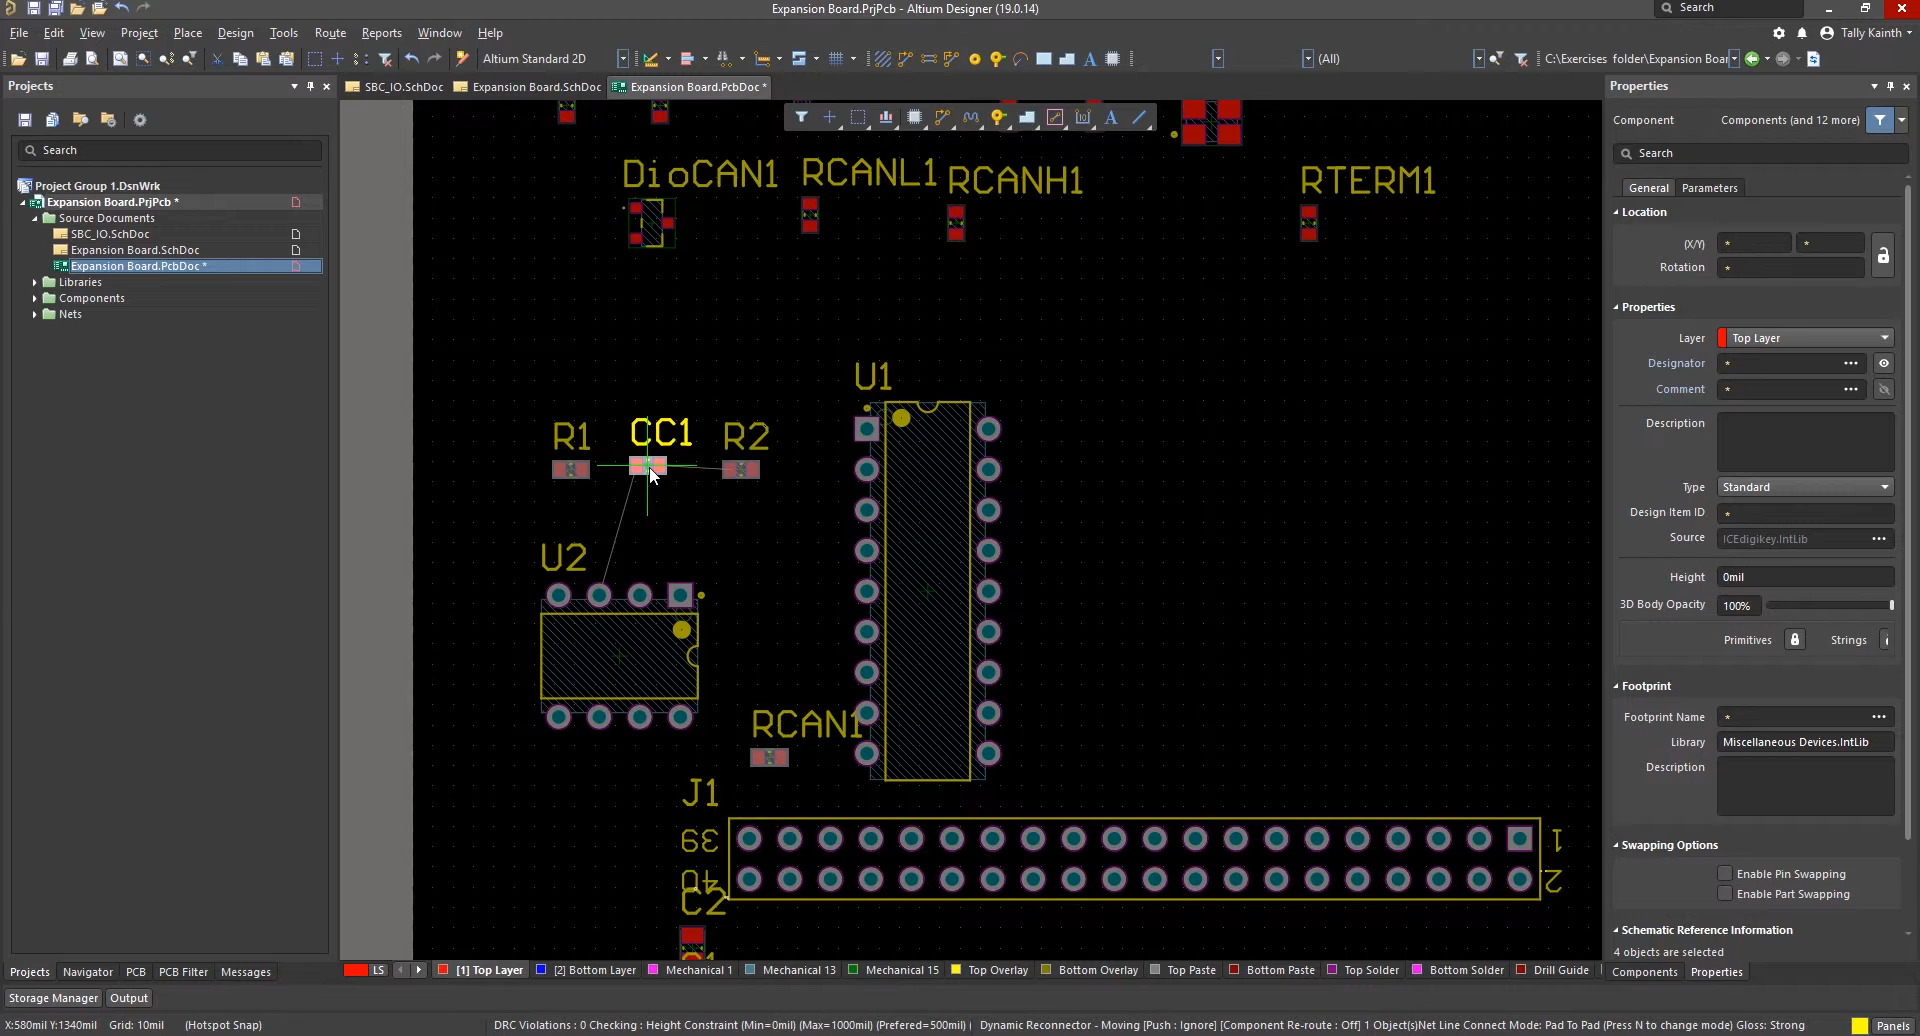 Expansion Board.PrjPcb - Altium Designer (19.0.14)
Search
File Edit View Project Place Design Tools Route Reports Window Help
Tally Kainth
Altium Standard 2D
(All)
C:\Exercises folder\Expansion Boar
Projects
SBC_IO.SchDoc
Expansion Board.SchDoc
Expansion Board.PcbDoc *
Properties
Component
Components (and 12 more)
Search
Search
General
Parameters
Project Group 1.DsnWrk
Expansion Board.PrjPcb *
Source Documents
SBC_IO.SchDoc
Expansion Board.SchDoc
Expansion Board.PcbDoc *
Libraries
Components
Nets
DioCAN1
RCANL1
RCANH1
RTERM1
U1
R1
CC1
R2
U2
RCAN1
J1
39
40
1
2
C2
Location
(X/Y) * *
Rotation *
Properties
Layer Top Layer
Designator * •••
Comment * •••
Description
Type Standard
Design Item ID *
Source ICEdigikey.IntLib •••
Height 0mil
3D Body Opacity 100%
Primitives Strings
Footprint
Footprint Name * •••
Library Miscellaneous Devices.IntLib
Description
Swapping Options
Enable Pin Swapping
Enable Part Swapping
Schematic Reference Information
4 objects are selected
Components Properties
Projects Navigator PCB PCB Filter Messages
LS
[1] Top Layer
[2] Bottom Layer
Mechanical 1
Mechanical 13
Mechanical 15
Top Overlay
Bottom Overlay
Top Paste
Bottom Paste
Top Solder
Bottom Solder
Drill Guide
Storage Manager Output
X:580mil Y:1340mil Grid: 10mil (Hotspot Snap)
DRC Violations : 0 Checking : Height Constraint (Min=0mil) (Max=1000mil) (Prefered=500mil)
Dynamic Reconnector - Moving [Push : Ignore] [Component Re-route : Off] 1 Object(s)Net Line Connect Mode: Pad To Pad (Press N to change mode) Gloss: Strong
Panels